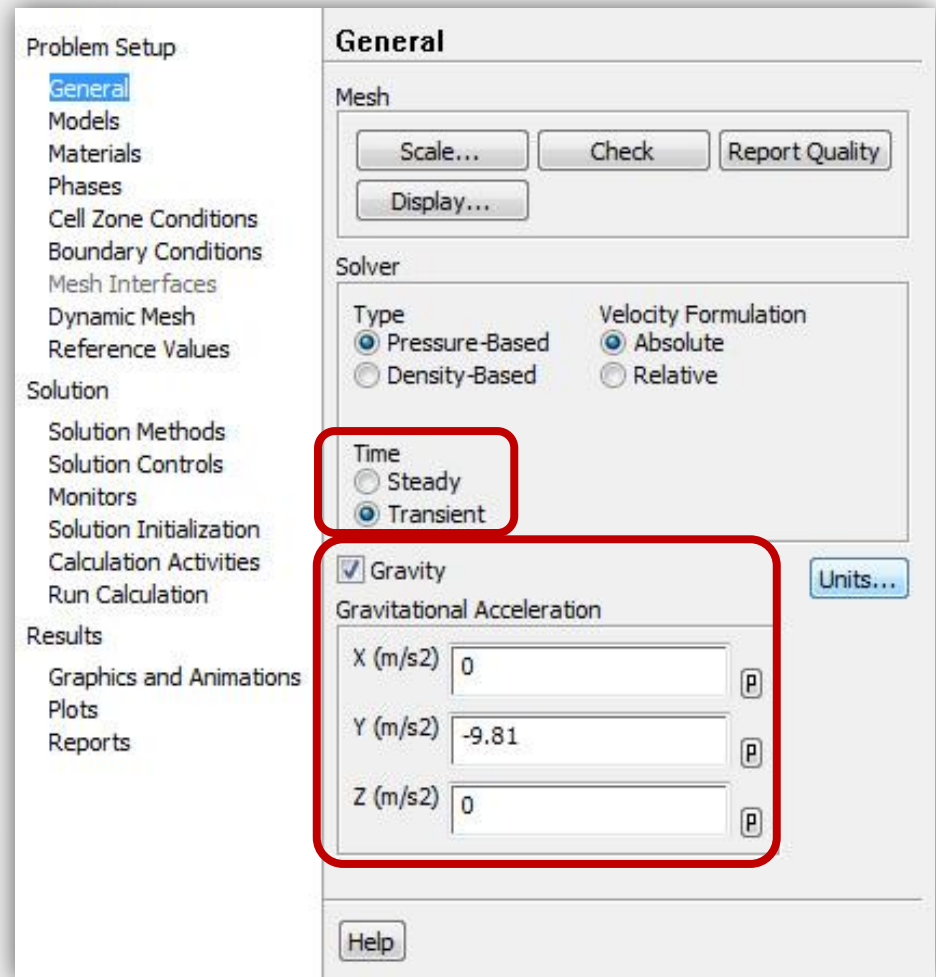 Problem Setup
General
Models
Materials
Phases
Cell Zone Conditions
Boundary Conditions
Mesh Interfaces
Dynamic Mesh
Reference Values
Solution
Solution Methods
Solution Controls
Monitors
Solution Initialization
Calculation Activities
Run Calculation
Results
Graphics and Animations
Plots
Reports
General
Mesh
Scale... Check Report Quality
Display...
Solver
Type Velocity Formulation
Pressure-Based Absolute
Density-Based Relative
Time
Steady
Transient
Gravity Units...
Gravitational Acceleration
X (m/s2) 0 P
Y (m/s2) -9.81 P
Z (m/s2) 0 P
Help